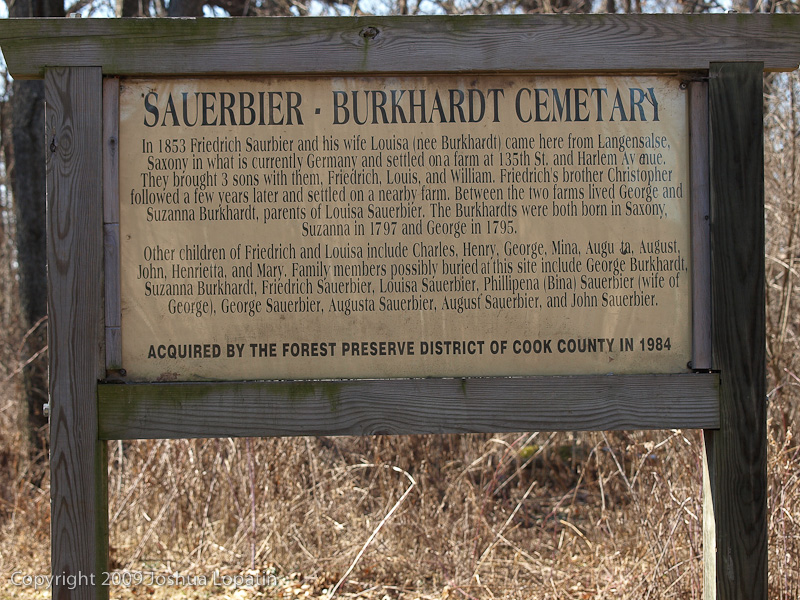 SAUERBIER - BURKHARDT CEMETARY
In 1853 Friedrich Saurbier and his wife Louisa (nee Burkhardt) came here from Langensalse,
Saxony in what is currently Germany and settled on a farm at 135th St. and Harlem Avenue.
They brought 3 sons with them, Friedrich, Louis, and William. Friedrich's brother Christopher
followed a few years later and settled on a nearby farm. Between the two farms lived George and
Suzanna Burkhardt, parents of Louisa Sauerbier. The Burkhardts were both born in Saxony,
Suzanna in 1797 and George in 1795.
Other children of Friedrich and Louisa include Charles, Henry, George, Mina, Augusta, August,
John, Henrietta, and Mary. Family members possibly buried at this site include George Burkhardt,
Suzanna Burkhardt, Friedrich Sauerbier, Louisa Sauerbier, Phillipena (Bina) Sauerbier (wife of
George), George Sauerbier, Augusta Sauerbier, August Sauerbier, and John Sauerbier.
ACQUIRED BY THE FOREST PRESERVE DISTRICT OF COOK COUNTY IN 1984
Copyright © 2009 Joshua Lopatin